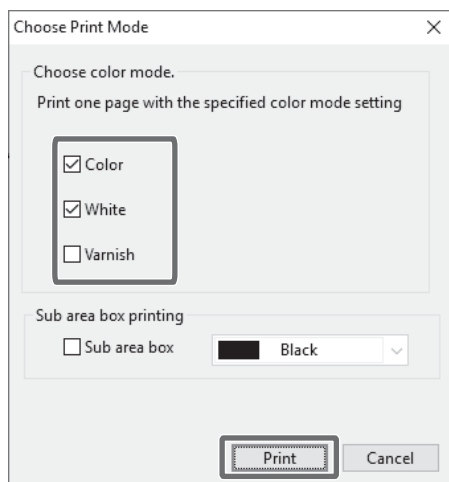 Choose Print Mode
Choose color mode.
Print one page with the specified color mode setting
Color
White
Varnish
Sub area box printing
Sub area box Black
Print Cancel